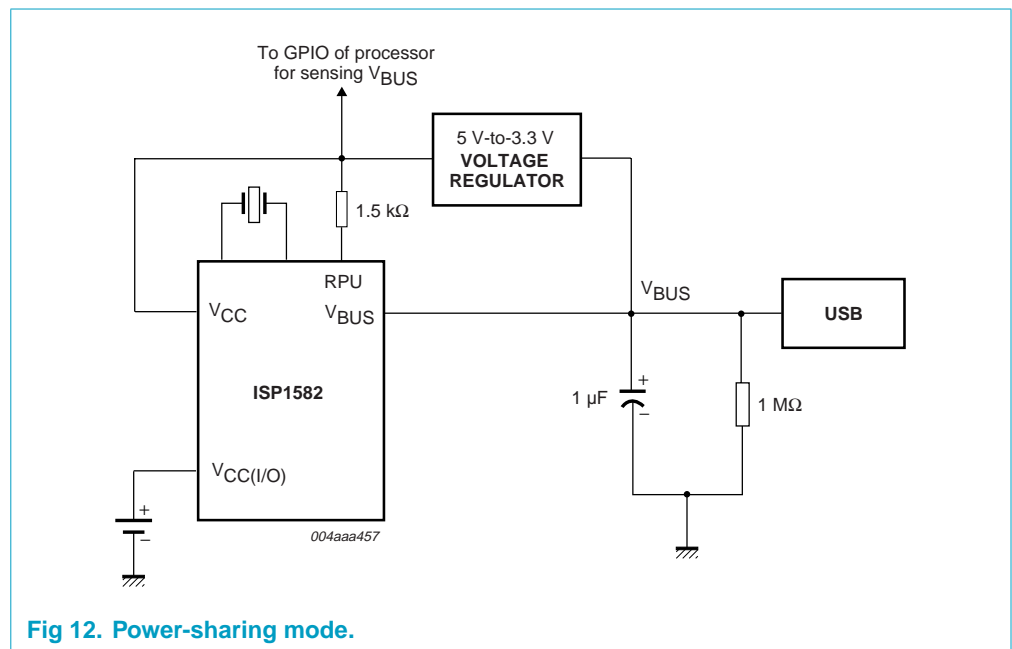 To GPIO of processor
for sensing VBUS
5 V-to-3.3 V
VOLTAGE
REGULATOR
1.5 kΩ
RPU
VBUS
VCC
VBUS
USB
ISP1582
1 µF
+
−
1 MΩ
VCC(I/O)
+
−
004aaa457
Fig 12. Power-sharing mode.